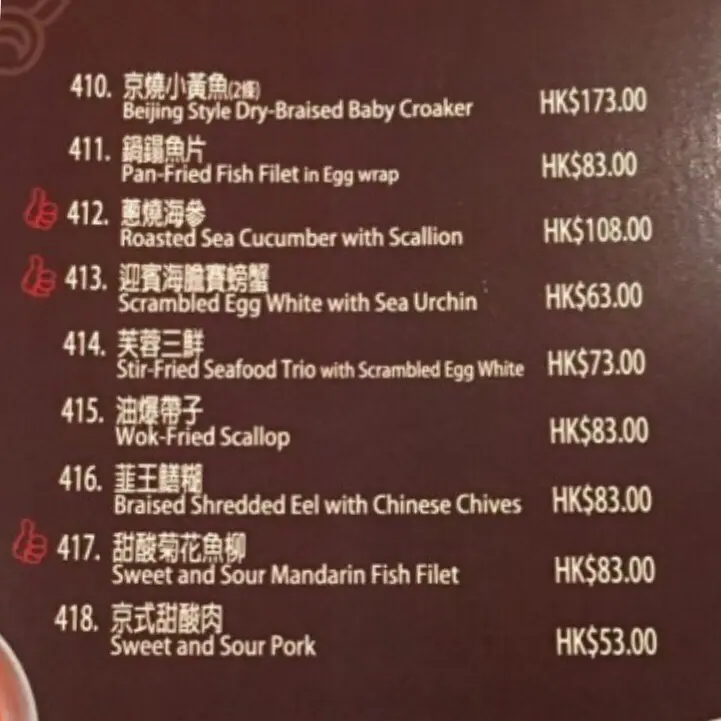 410. 京燒小黃魚(2條) HK$173.00
Beijing Style Dry-Braised Baby Croaker
411. 鍋鍚魚片 HK$83.00
Pan-Fried Fish Filet in Egg wrap
412. 蔥燒海參 HK$108.00
Roasted Sea Cucumber with Scallion
413. 迎賓海膽賽螃蟹 HK$63.00
Scrambled Egg White with Sea Urchin
414. 芙蓉三鮮 HK$73.00
Stir-Fried Seafood Trio with Scrambled Egg White
415. 油爆帶子 HK$83.00
Wok-Fried Scallop
416. 韮王鱔糊 HK$83.00
Braised Shredded Eel with Chinese Chives
417. 甜酸菊花魚柳 HK$83.00
Sweet and Sour Mandarin Fish Filet
418. 京式甜酸肉 HK$53.00
Sweet and Sour Pork